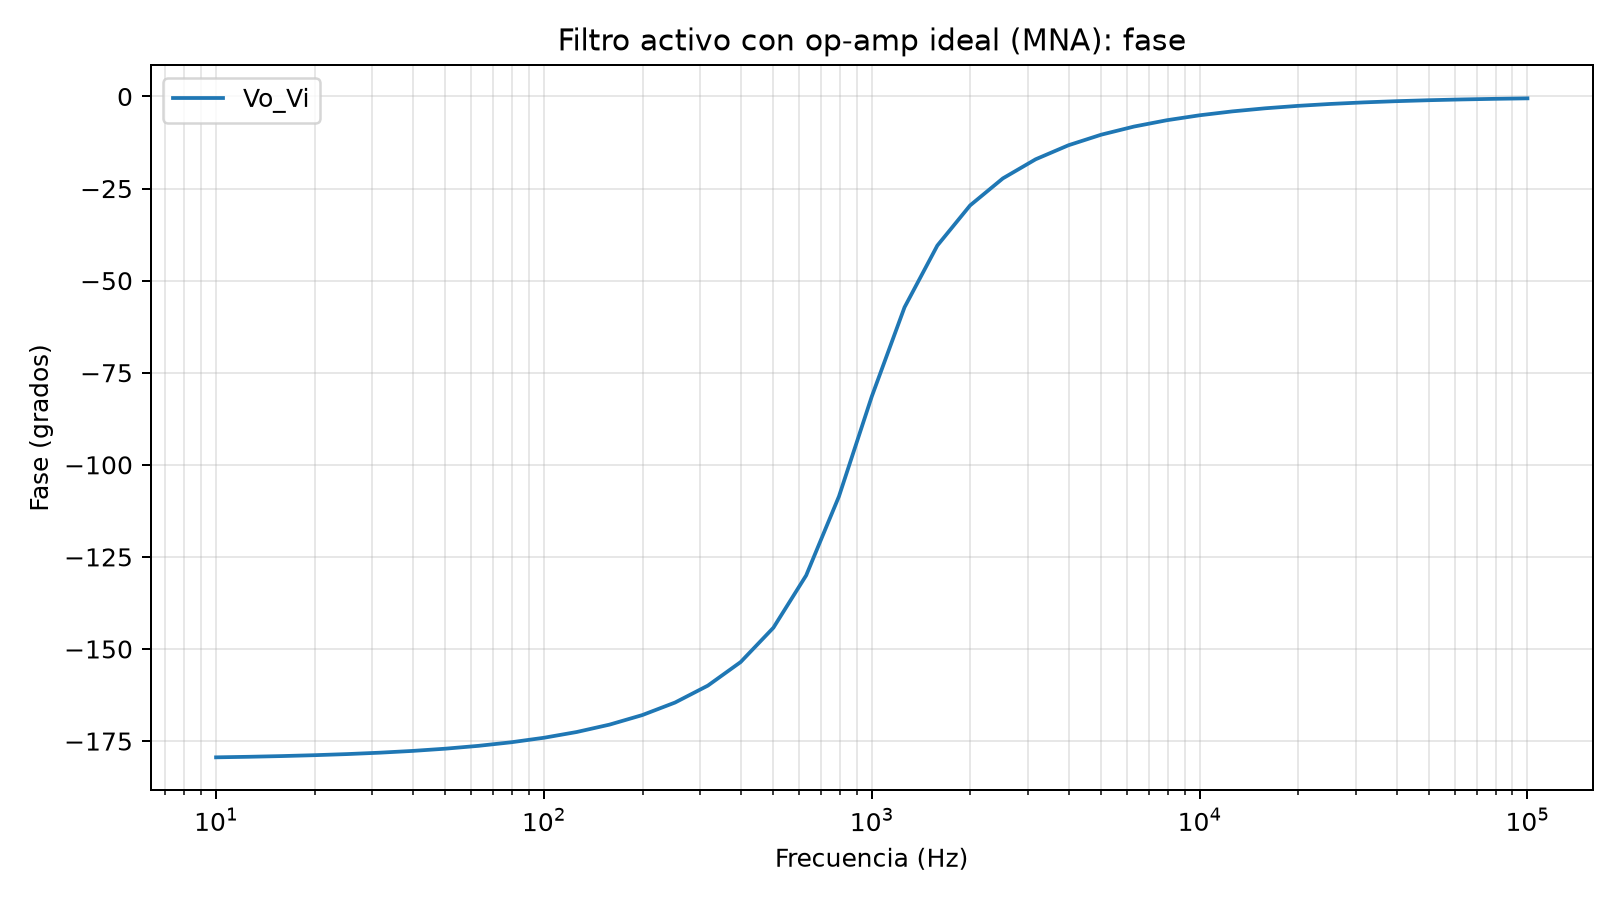 Filtro activo con op-amp ideal (MNA): fase
Vo_Vi
0
−25
−50
−75
−100
−125
−150
−175
Fase (grados)
10¹ 10² 10³ 10⁴ 10⁵
Frecuencia (Hz)